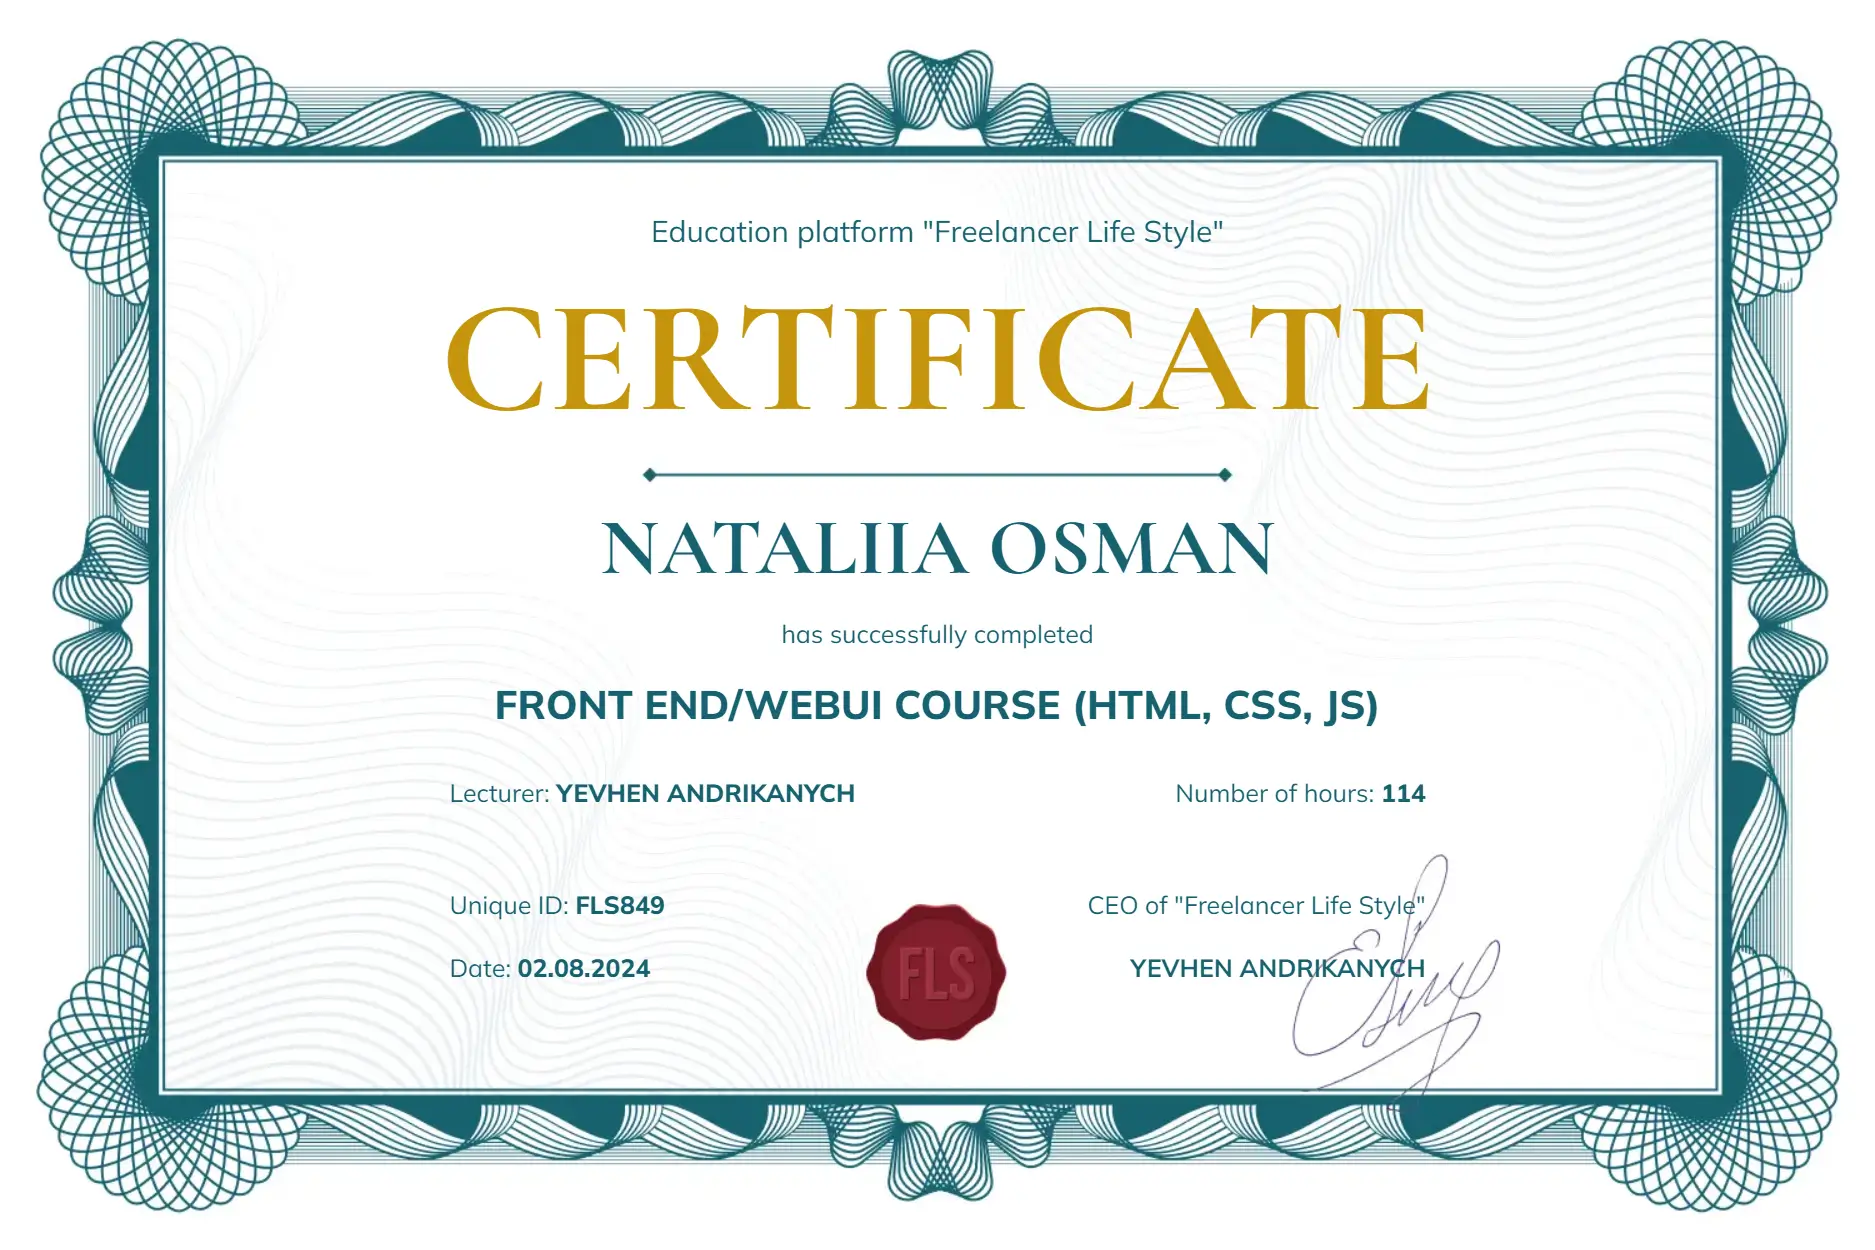 Education platform "Freelancer Life Style"
CERTIFICATE
NATALIIA OSMAN
has successfully completed
FRONT END/WEBUI COURSE (HTML, CSS, JS)
Lecturer: YEVHEN ANDRIKANYCH
Number of hours: 114
Unique ID: FLS849
CEO of "Freelancer Life Style"
Date: 02.08.2024
FLS
YEVHEN ANDRIKANYCH